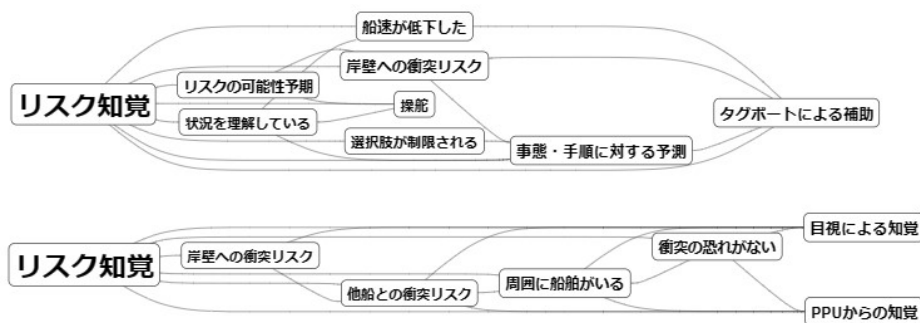 船速が低下した
岸壁への衝突リスク
リスクの可能性予期
リスク知覚
操舵
タグボートによる補助
状況を理解している
選択肢が制限される
事態・手順に対する予測
目視による知覚
衝突の恐れがない
岸壁への衝突リスク
リスク知覚
周囲に船舶がいる
他船との衝突リスク
PPUからの知覚